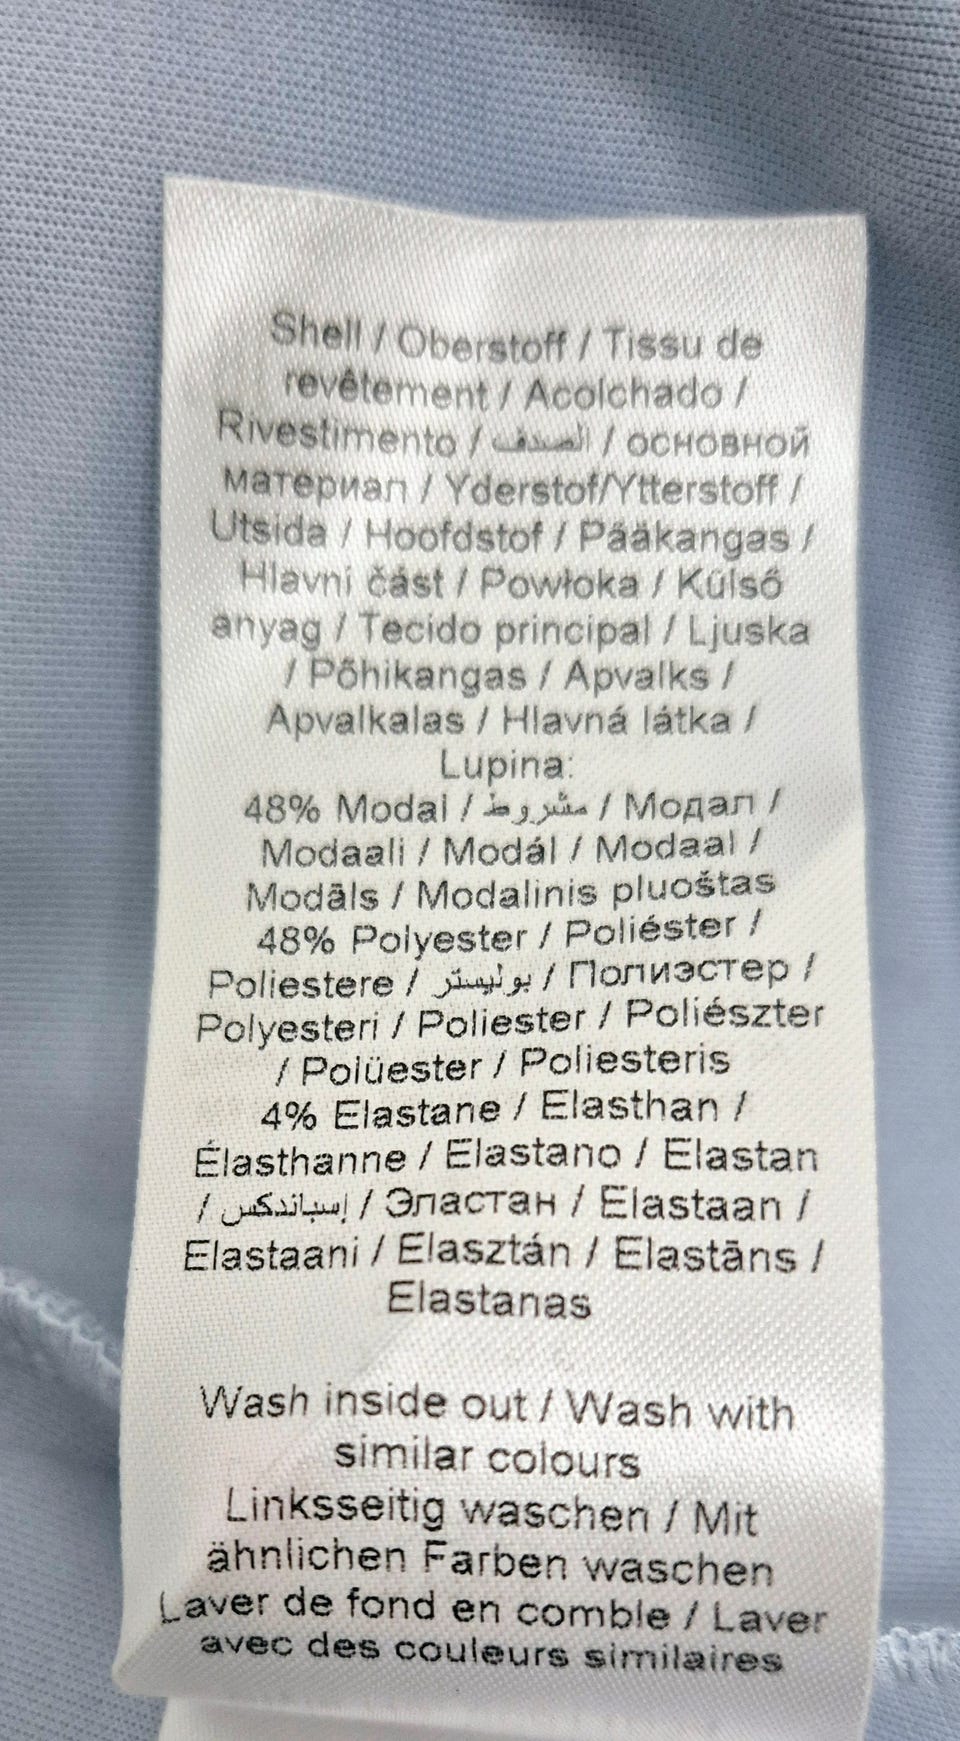 Shell / Oberstoff / Tissu de
revêtement / Acolchado /
Rivestimento / الصدف / основной
материал / Yderstof/Ytterstoff /
Utsida / Hoofdstof / Pääkangas /
Hlavní část / Powłoka / Külső
anyag / Tecido principal / Ljuska
/ Põhikangas / Apvalks /
Apvalkalas / Hlavná látka /
Lupina:
48% Modal / مشروط / Модал /
Modaali / Modál / Modaal /
Modāls / Modalinis pluoštas
48% Polyester / Poliéster /
Poliestere / بوليستر / Полиэстер /
Polyesteri / Poliester / Poliészter
/ Polüester / Poliesteris
4% Elastane / Elasthan /
Élasthanne / Elastano / Elastan
/ إسباندكس / Эластан / Elastaan /
Elastaani / Elasztán / Elastāns /
Elastanas
Wash inside out / Wash with
similar colours
Linksseitig waschen / Mit
ähnlichen Farben waschen
Laver de fond en comble / Laver
avec des couleurs similaires